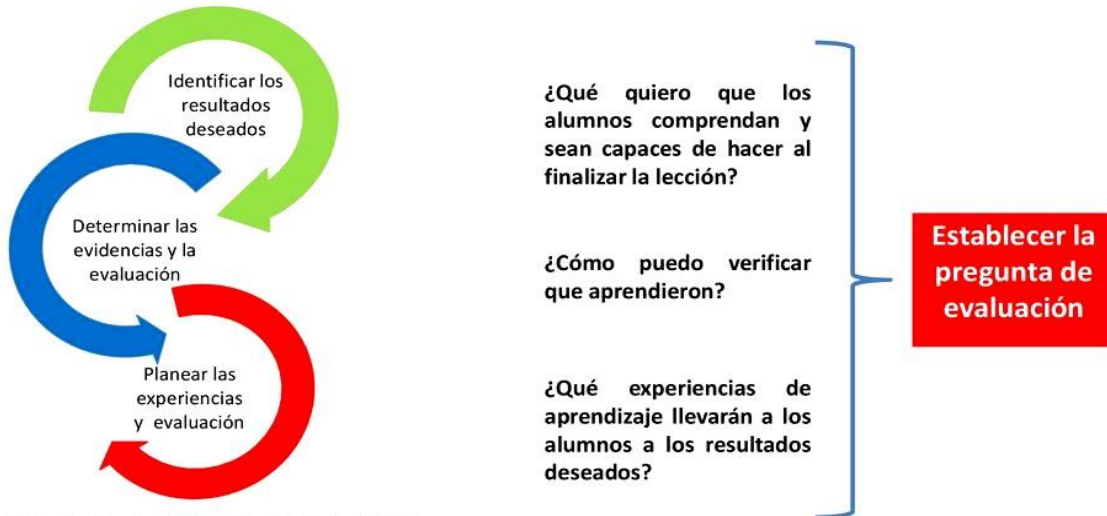 Identificar los
resultados
deseados
Determinar las
evidencias y la
evaluación
Planear las
experiencias
y evaluación
¿Qué quiero que los
alumnos comprendan y
sean capaces de hacer al
finalizar la lección?
¿Cómo puedo verificar
que aprendieron?
¿Qué experiencias de
aprendizaje llevarán a los
alumnos a los resultados
deseados?
Establecer la
pregunta de
evaluación